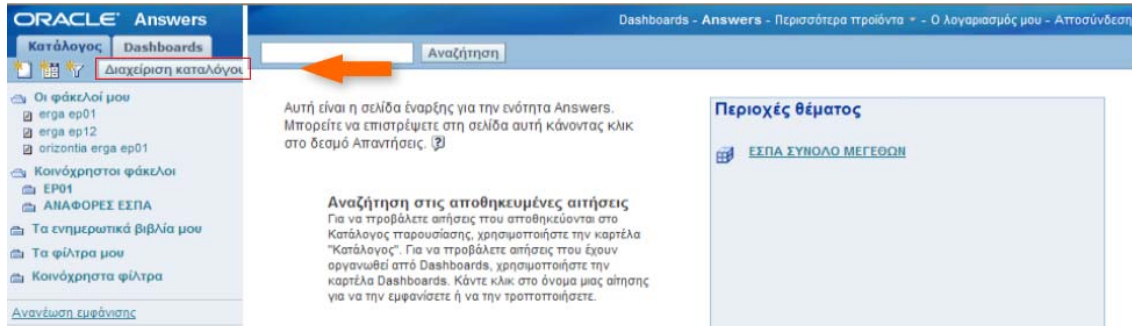 ORACLE Answers
Dashboards - Answers - Περισσότερα προϊόντα - Ο λογαριασμός μου - Αποσύνδεση
Κατάλογος Dashboards
Αναζήτηση
Διαχείριση καταλόγου
Οι φάκελοί μου
erga ep01
erga ep12
orizontia erga ep01
Κοινόχρηστοι φάκελοι
EP01
ΑΝΑΦΟΡΕΣ ΕΣΠΑ
Τα ενημερωτικά βιβλία μου
Τα φίλτρα μου
Κοινόχρηστα φίλτρα
Ανανέωση εμφάνισης
Αυτή είναι η σελίδα έναρξης για την ενότητα Answers.
Μπορείτε να επιστρέψετε στη σελίδα αυτή κάνοντας κλικ
στο δεσμό Απαντήσεις.
Αναζήτηση στις αποθηκευμένες αιτήσεις
Για να προβάλετε αιτήσεις που αποθηκεύονται στο
Κατάλογος παρουσίασης, χρησιμοποιήστε την καρτέλα
"Κατάλογος". Για να προβάλετε αιτήσεις που έχουν
οργανωθεί από Dashboards, χρησιμοποιήστε την
καρτέλα Dashboards. Κάντε κλικ στο όνομα μιας αίτησης
για να την εμφανίσετε ή να την τροποποιήσετε.
Περιοχές θέματος
ΕΣΠΑ ΣΥΝΟΛΟ ΜΕΓΕΘΩΝ